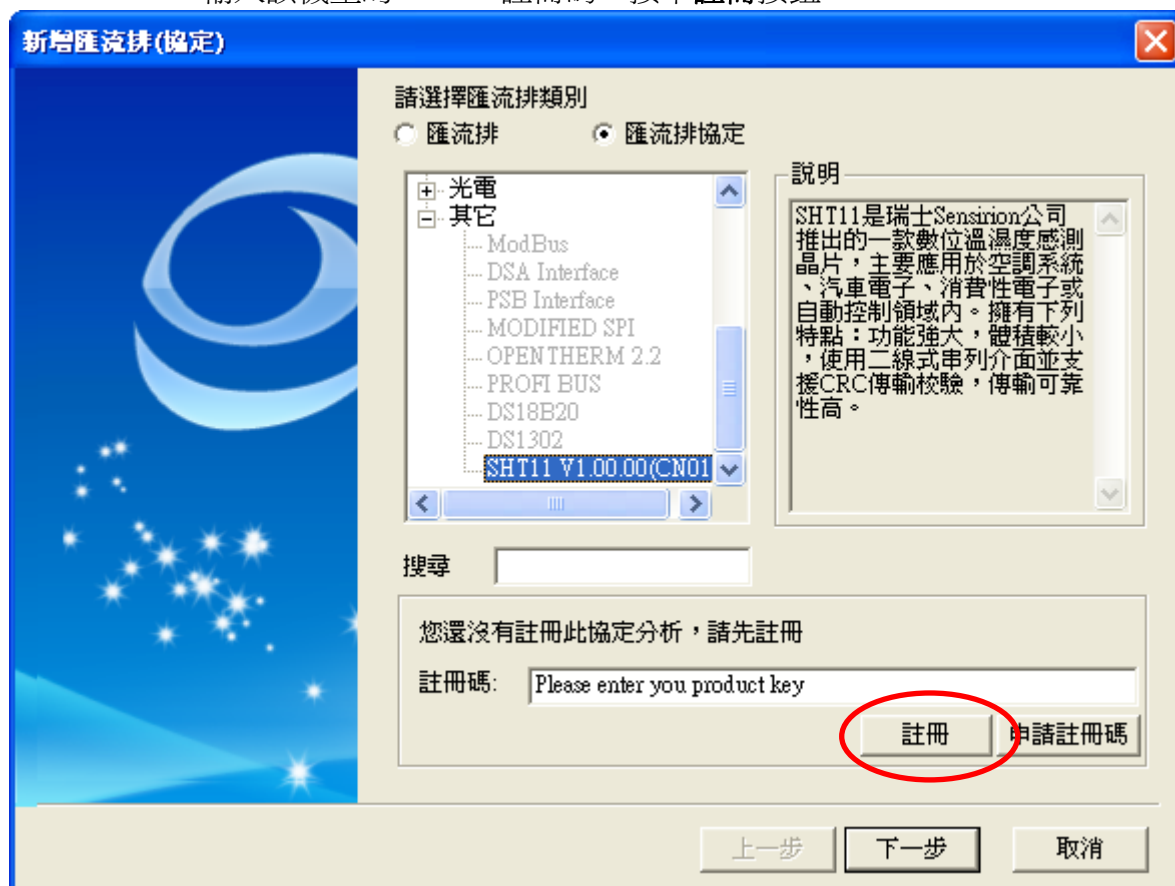 新增匯流排(協定)
請選擇匯流排類別
匯流排
匯流排協定
光電
其它
ModBus
DSA Interface
PSB Interface
MODIFIED SPI
OPENTHERM 2.2
PROFI BUS
DS18B20
DS1302
SHT11 V1.00.00(CN01
說明
SHT11是瑞士Sensirion公司
推出的一款數位溫濕度感測
晶片，主要應用於空調系統
、汽車電子、消費性電子或
自動控制領域內。擁有下列
特點：功能強大，體積較小
，使用二線式串列介面並支
援CRC傳輸校驗，傳輸可靠
性高。
搜尋
您還沒有註冊此協定分析，請先註冊
註冊碼: Please enter you product key
註冊 申請註冊碼
上一步 下一步 取消